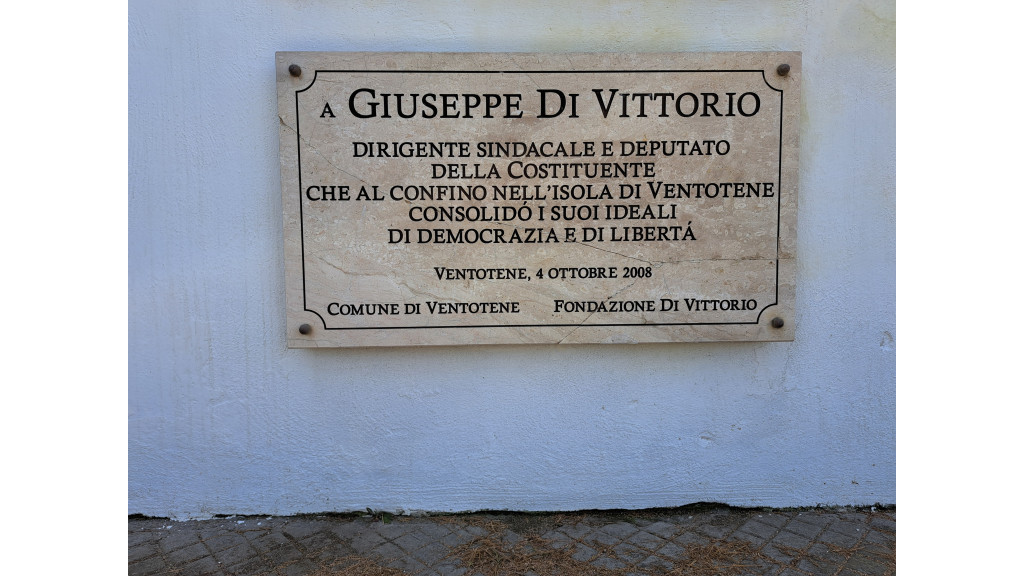 A GIUSEPPE DI VITTORIO
DIRIGENTE SINDACALE E DEPUTATO
DELLA COSTITUENTE
CHE AL CONFINO NELL'ISOLA DI VENTOTENE
CONSOLIDÓ I SUOI IDEALI
DI DEMOCRAZIA E DI LIBERTÁ
VENTOTENE, 4 OTTOBRE 2008
COMUNE DI VENTOTENE FONDAZIONE DI VITTORIO